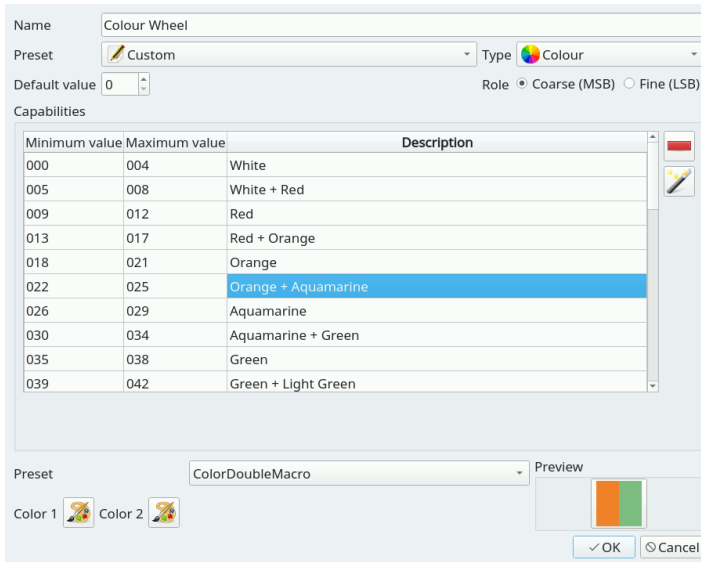 Name Colour Wheel
Preset Custom Type Colour
Default value 0 Role Coarse (MSB) Fine (LSB)
Capabilities
Minimum value Maximum value Description
000 004 White
005 008 White + Red
009 012 Red
013 017 Red + Orange
018 021 Orange
022 025 Orange + Aquamarine
026 029 Aquamarine
030 034 Aquamarine + Green
035 038 Green
039 042 Green + Light Green
Preset ColorDoubleMacro Preview
Color 1 Color 2
OK Cancel